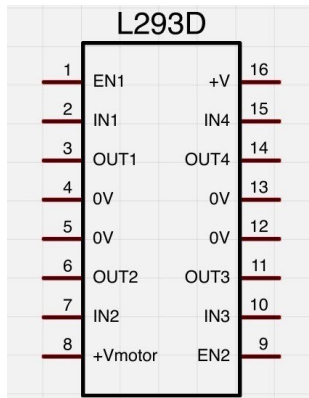 L293D
1 EN1 +V 16
2 IN1 IN4 15
3 OUT1 OUT4 14
4 0V 0V 13
5 0V 0V 12
6 OUT2 OUT3 11
7 IN2 IN3 10
8 +Vmotor EN2 9